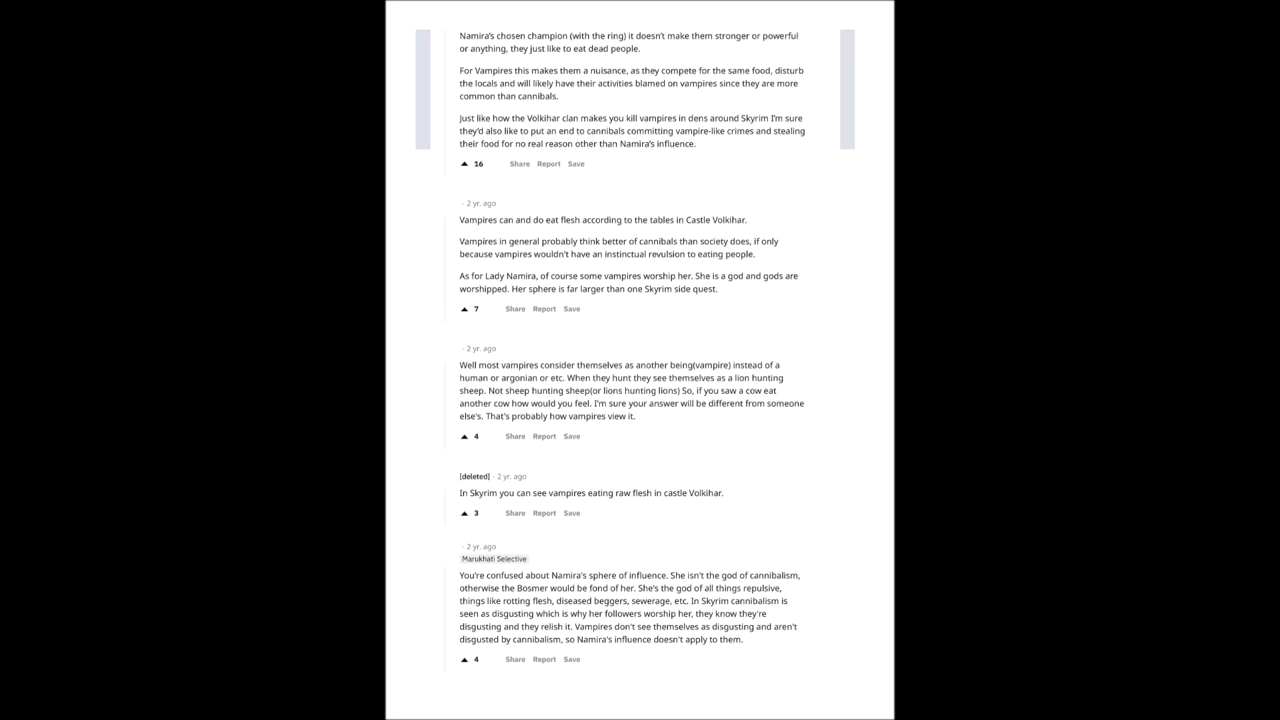 Namira's chosen champion (with the ring) it doesn't make them stronger or powerful
or anything, they just like to eat dead people.
For Vampires this makes them a nuisance, as they compete for the same food, disturb
the locals and will likely have their activities blamed on vampires since they are more
common than cannibals.
Just like how the Volkihar clan makes you kill vampires in dens around Skyrim I'm sure
they'd also like to put an end to cannibals committing vampire-like crimes and stealing
their food for no real reason other than Namira's influence.
16 Share Report Save
· 2 yr. ago
Vampires can and do eat flesh according to the tables in Castle Volkihar.
Vampires in general probably think better of cannibals than society does, if only
because vampires wouldn't have an instinctual revulsion to eating people.
As for Lady Namira, of course some vampires worship her. She is a god and gods are
worshipped. Her sphere is far larger than one Skyrim side quest.
7 Share Report Save
· 2 yr. ago
Well most vampires consider themselves as another being(vampire) instead of a
human or argonian or etc. When they hunt they see themselves as a lion hunting
sheep. Not sheep hunting sheep(or lions hunting lions) So, if you saw a cow eat
another cow how would you feel. I'm sure your answer will be different from someone
else's. That's probably how vampires view it.
4 Share Report Save
[deleted] · 2 yr. ago
In Skyrim you can see vampires eating raw flesh in castle Volkihar.
3 Share Report Save
· 2 yr. ago
Marukhati Selective
You're confused about Namira's sphere of influence. She isn't the god of cannibalism,
otherwise the Bosmer would be fond of her. She's the god of all things repulsive,
things like rotting flesh, diseased beggers, sewerage, etc. In Skyrim cannibalism is
seen as disgusting which is why her followers worship her, they know they're
disgusting and they relish it. Vampires don't see themselves as disgusting and aren't
disgusted by cannibalism, so Namira's influence doesn't apply to them.
4 Share Report Save